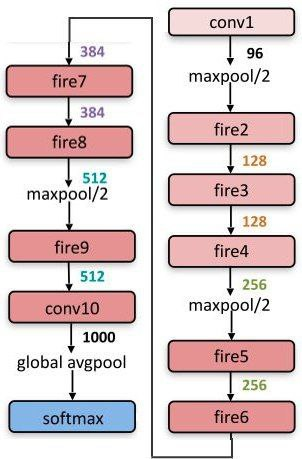 conv1
96
maxpool/2
fire2
128
fire3
128
fire4
256
maxpool/2
fire5
256
fire6
384
fire7
384
fire8
512
maxpool/2
fire9
512
conv10
1000
global avgpool
softmax